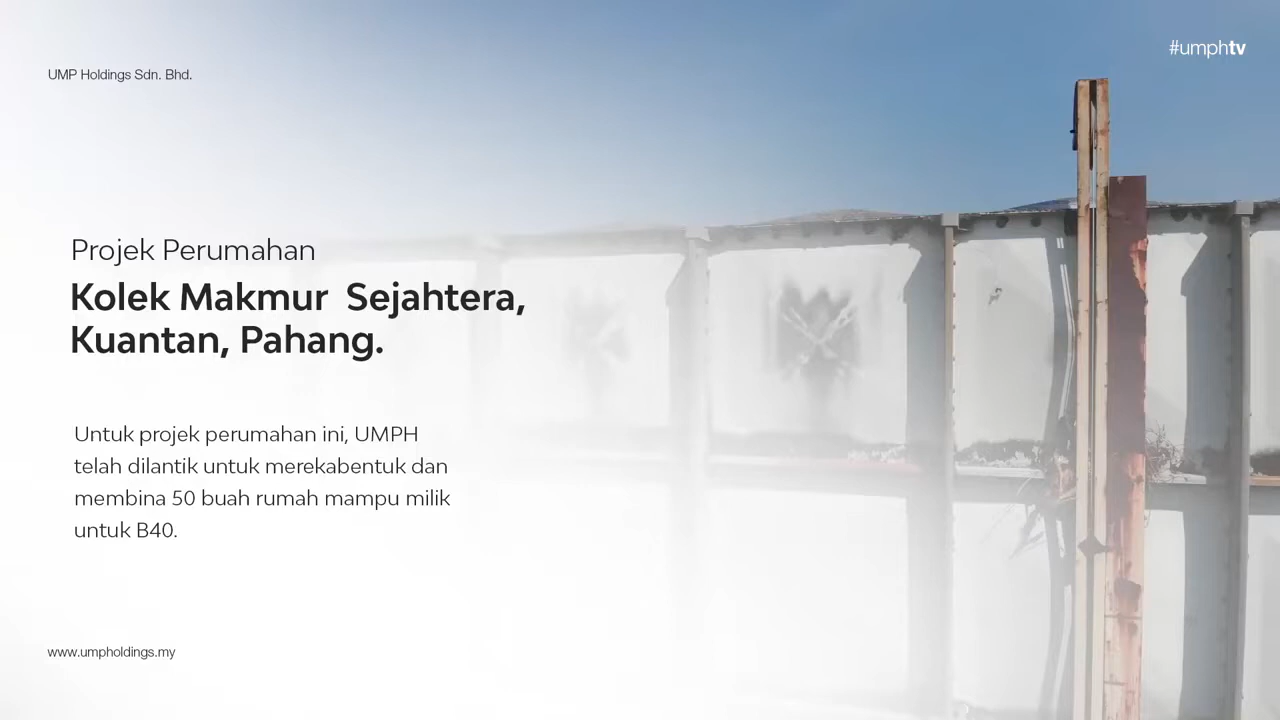 UMP Holdings Sdn. Bhd.
#umphtv
Projek Perumahan
Kolek Makmur Sejahtera,
Kuantan, Pahang.
Untuk projek perumahan ini, UMPH
telah dilantik untuk merekabentuk dan
membina 50 buah rumah mampu milik
untuk B40.
www.umpholdings.my